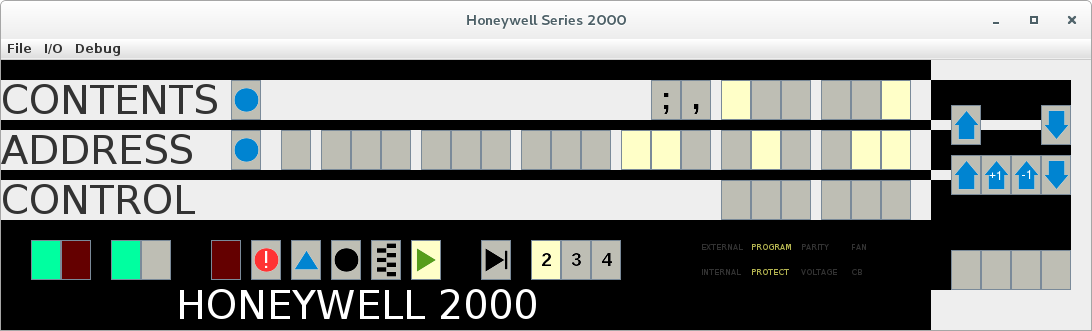 Honeywell Series 2000
File I/O Debug
CONTENTS ; ,
ADDRESS
+1 -1
CONTROL
! 2 3 4
EXTERNAL PROGRAM PARITY FAN
INTERNAL PROTECT VOLTAGE CB
HONEYWELL 2000